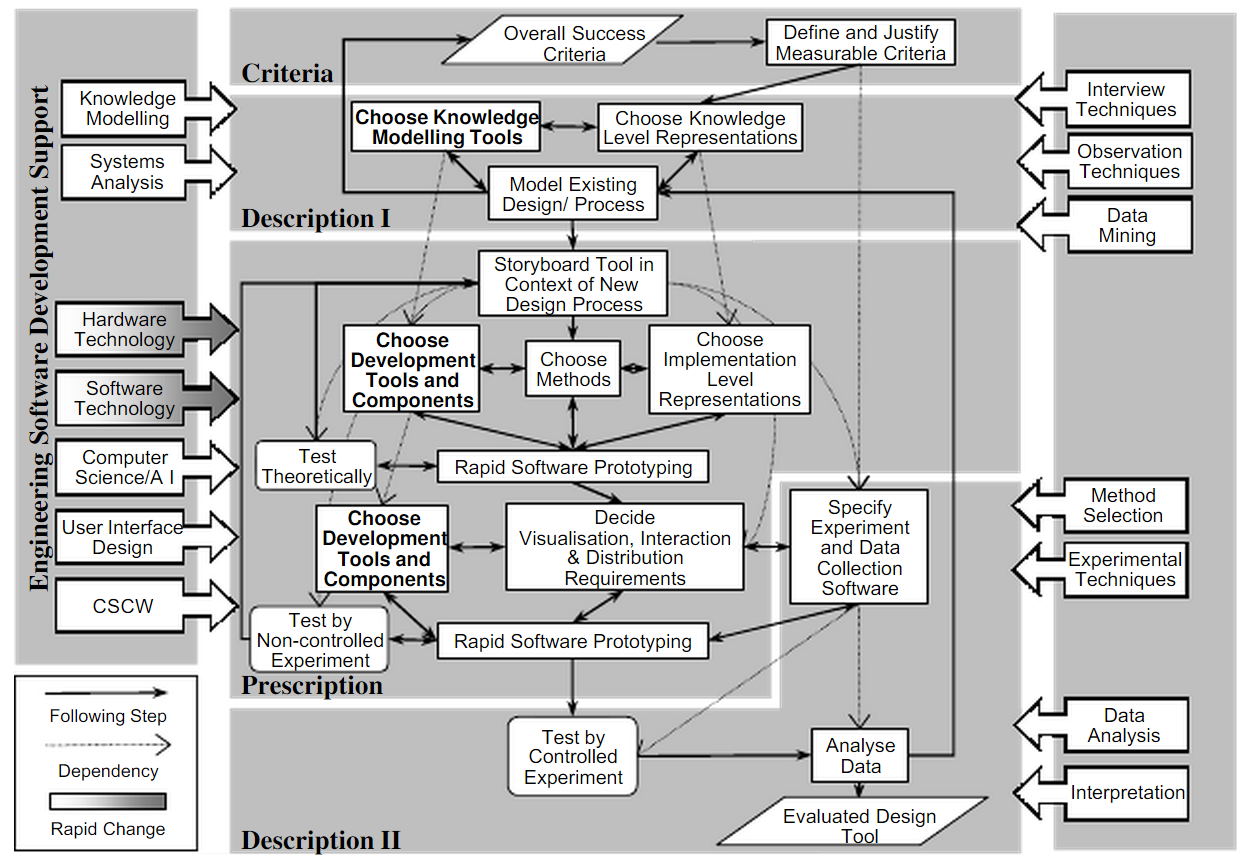 Engineering Software Development Support
Overall Success
Criteria
Define and Justify
Measurable Criteria
Criteria
Knowledge
Modelling
Systems
Analysis
Interview
Techniques
Observation
Techniques
Data
Mining
Choose Knowledge
Modelling Tools
Choose Knowledge
Level Representations
Model Existing
Design/ Process
Description I
Storyboard Tool in
Context of New
Design Process
Hardware
Technology
Software
Technology
Computer
Science/A I
User Interface
Design
CSCW
Choose
Development
Tools and
Components
Choose
Methods
Choose
Implementation
Level
Representations
Test
Theoretically
Rapid Software Prototyping
Choose
Development
Tools and
Components
Decide
Visualisation, Interaction
& Distribution
Requirements
Specify
Experiment
and Data
Collection
Software
Method
Selection
Experimental
Techniques
Test by
Non-controlled
Experiment
Rapid Software Prototyping
Prescription
Following Step
Dependency
Rapid Change
Test by
Controlled
Experiment
Analyse
Data
Data
Analysis
Interpretation
Evaluated Design
Tool
Description II